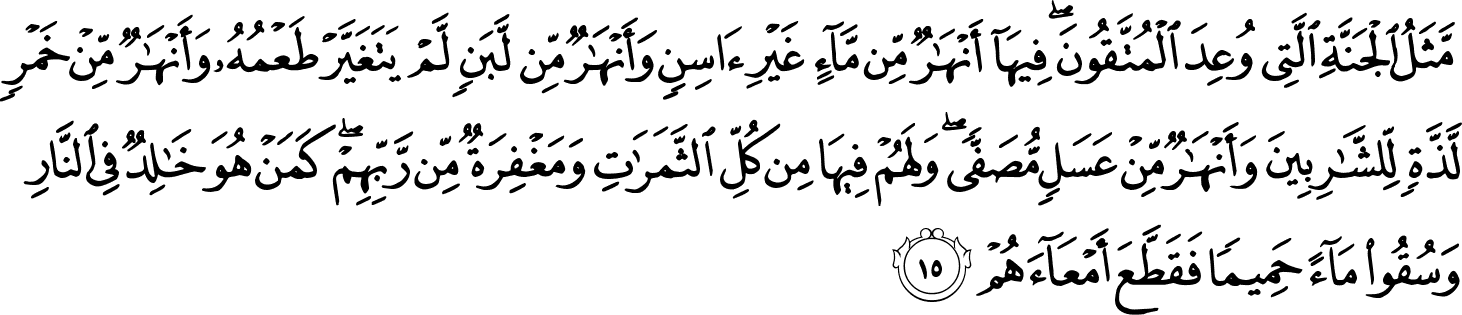 مَّثَلُ ٱلْجَنَّةِ ٱلَّتِى وُعِدَ ٱلْمُتَّقُونَ ۖ فِيهَآ أَنْهَـٰرٌ مِّن مَّآءٍ غَيْرِ ءَاسِنٍ وَأَنْهَـٰرٌ مِّن لَّبَنٍ لَّمْ يَتَغَيَّرْ طَعْمُهُۥ وَأَنْهَـٰرٌ مِّنْ خَمْرٍ
لَّذَّةٍ لِّلشَّـٰرِبِينَ وَأَنْهَـٰرٌ مِّنْ عَسَلٍ مُّصَفًّى ۖ وَلَهُمْ فِيهَا مِن كُلِّ ٱلثَّمَرَٰتِ وَمَغْفِرَةٌ مِّن رَّبِّهِمْ ۖ كَمَنْ هُوَ خَـٰلِدٌ فِى ٱلنَّارِ
وَسُقُوا۟ مَآءً حَمِيمًا فَقَطَّعَ أَمْعَآءَهُمْ ١٥